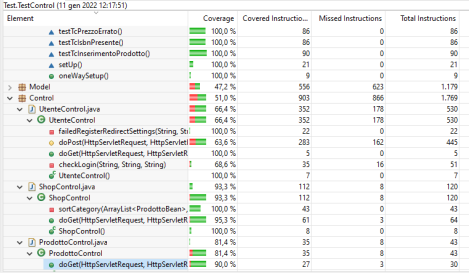 Test.TestControl (11 gen 2022 12:17:51)
Element Coverage Covered Instructio... Missed Instructions Total Instructions
testTcPrezzoErrato() 100,0 % 86 0 86
testTcIsbnPresente() 100,0 % 86 0 86
testTcInserimentoProdotto() 100,0 % 90 0 90
setUp() 100,0 % 21 0 21
oneWaySetup() 100,0 % 9 0 9
Model 47,2 % 556 623 1.179
Control 51,0 % 903 866 1.769
UtenteControl.java 66,4 % 352 178 530
UtenteControl 66,4 % 352 178 530
failedRegisterRedirectSettings(String, St 100,0 % 22 0 22
doPost(HttpServletRequest, HttpServletR 63,6 % 283 162 445
doGet(HttpServletRequest, HttpServletRe 100,0 % 5 0 5
checkLogin(String, String, String) 68,6 % 35 16 51
UtenteControl() 100,0 % 7 0 7
ShopControl.java 93,3 % 112 8 120
ShopControl 93,3 % 112 8 120
sortCategory(ArrayList<ProdottoBean>, 100,0 % 43 0 43
doGet(HttpServletRequest, HttpServletRe 95,3 % 61 3 64
ShopControl() 100,0 % 8 0 8
ProdottoControl.java 81,4 % 35 8 43
ProdottoControl 81,4 % 35 8 43
doGet(HttpServletRequest, HttpServletR 90,0 % 27 3 30